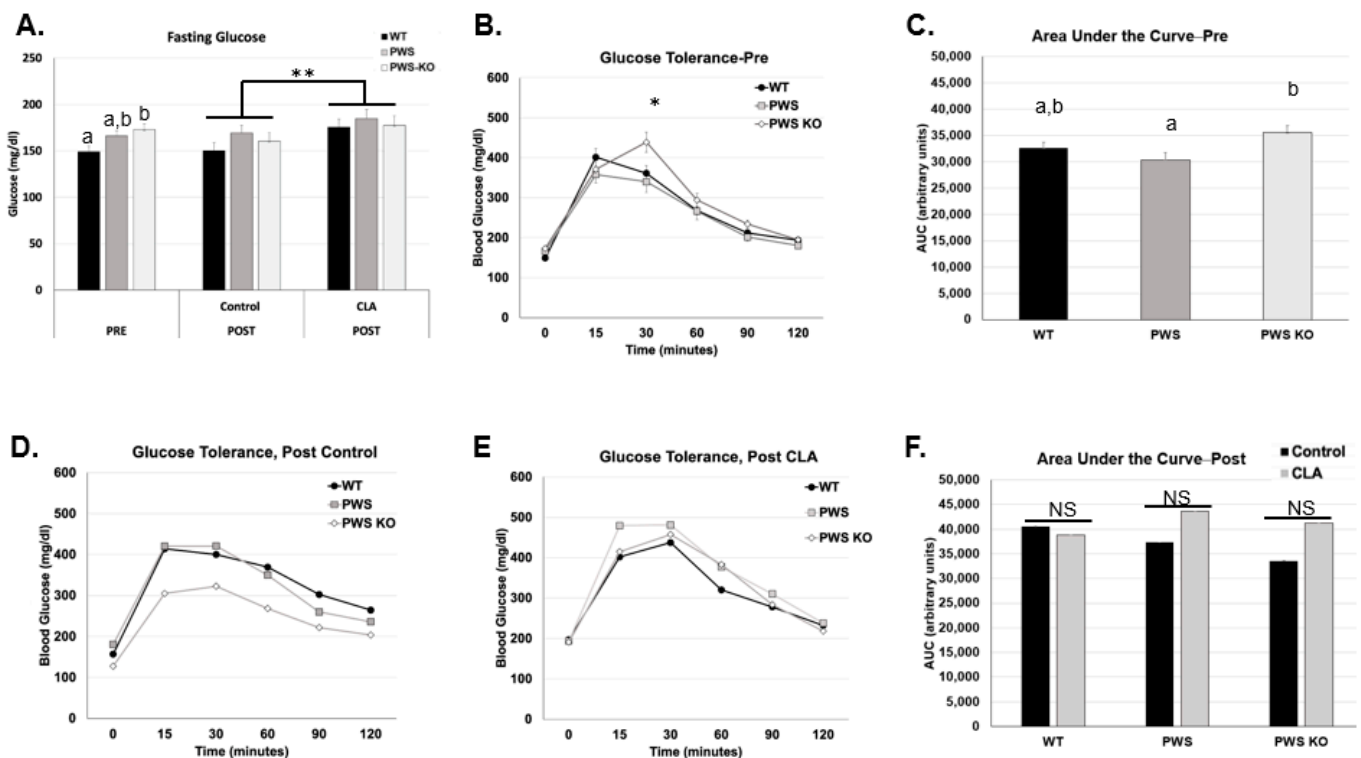 A.
Fasting Glucose
WT
PWS
PWS-KO
250
200
150
100
50
0
Glucose (mg/dl)
a
a,b
b
**
Control
CLA
PRE
POST
POST
B.
Glucose Tolerance-Pre
WT
PWS
PWS KO
*
600
500
400
300
200
100
0
Blood Glucose (mg/dl)
0 15 30 60 90 120
Time (minutes)
C.
Area Under the Curve–Pre
50,000
45,000
40,000
35,000
30,000
25,000
20,000
15,000
10,000
5,000
0
AUC (arbitrary units)
a,b
a
b
WT PWS PWS KO
D.
Glucose Tolerance, Post Control
WT
PWS
PWS KO
600
500
400
300
200
100
0
Blood Glucose (mg/dl)
0 15 30 60 90 120
Time (minutes)
E.
Glucose Tolerance, Post CLA
WT
PWS
PWS KO
600
500
400
300
200
100
0
Blood Glucose (mg/dl)
0 15 30 60 90 120
Time (minutes)
F.
Area Under the Curve–Post
Control
CLA
50,000
45,000
40,000
35,000
30,000
25,000
20,000
15,000
10,000
5,000
0
AUC (arbitrary units)
NS
NS
NS
WT PWS PWS KO